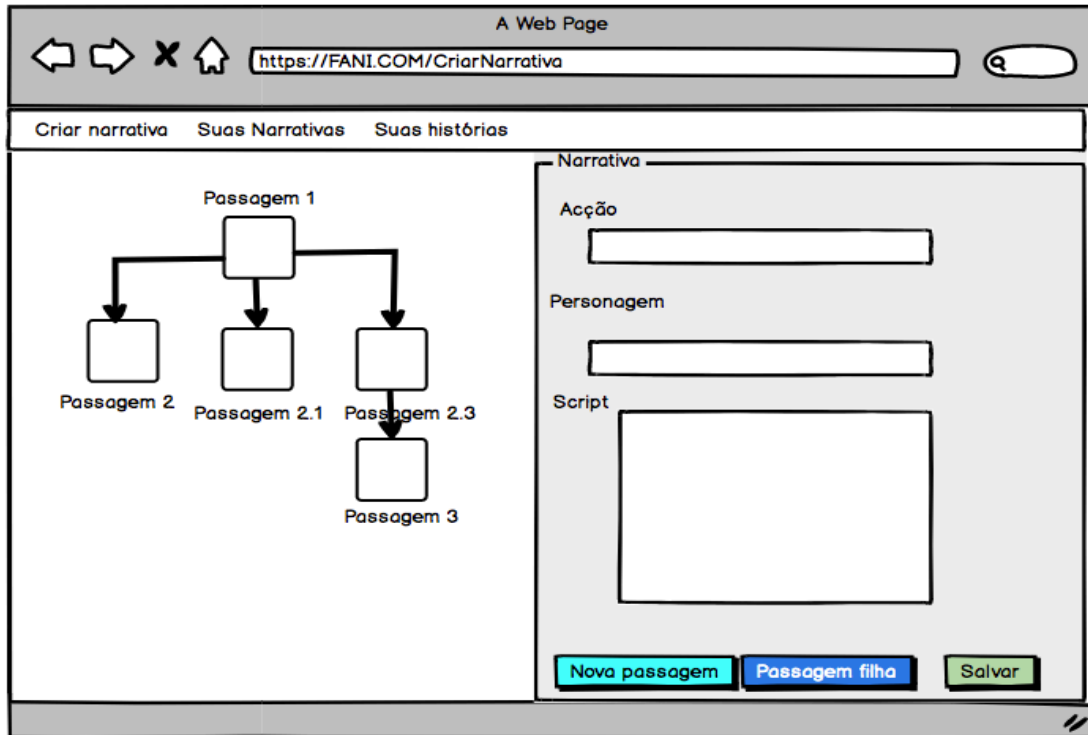 A Web Page
https://FANI.COM/CriarNarrativa
Criar narrativa Suas Narrativas Suas histórias
Passagem 1
Passagem 2
Passagem 2.1
Passagem 2.3
Passagem 3
Narrativa
Acção
Personagem
Script
Nova passagem
Passagem filha
Salvar